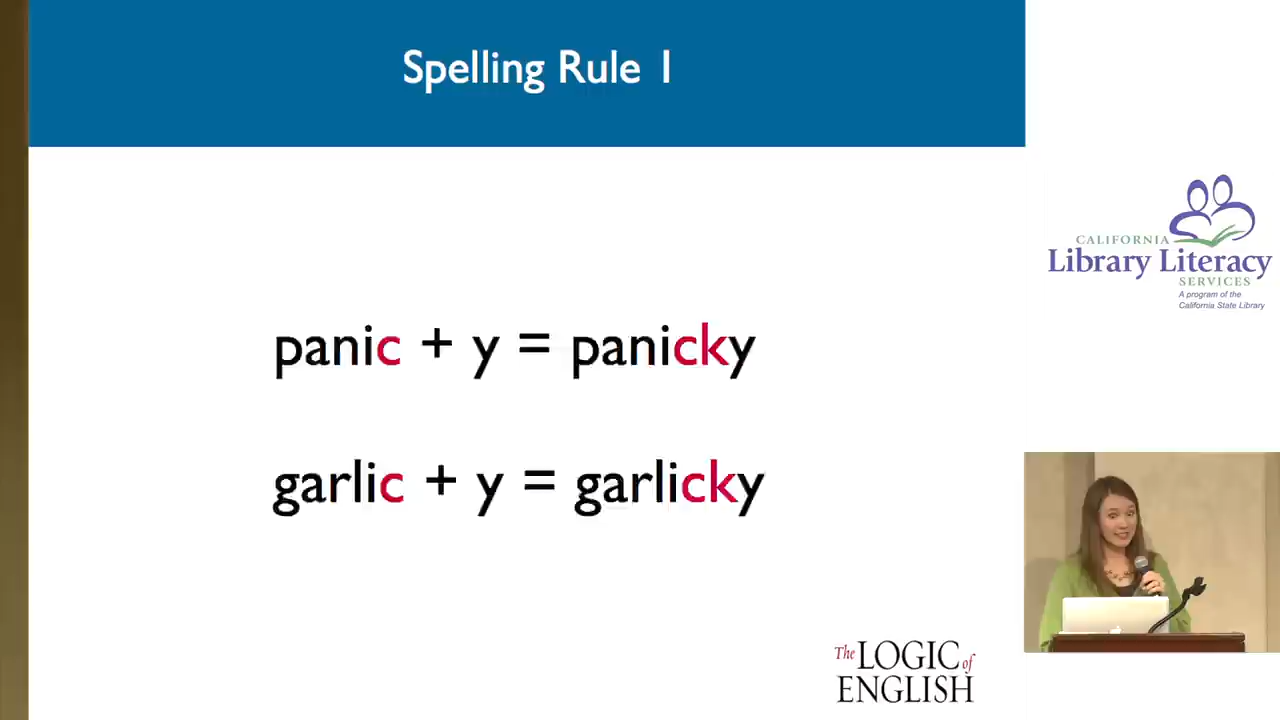 Spelling Rule 1
panic + y = panicky
garlic + y = garlicky
The LOGIC of
ENGLISH
CALIFORNIA
Library Literacy
SERVICES
A program of the
California State Library